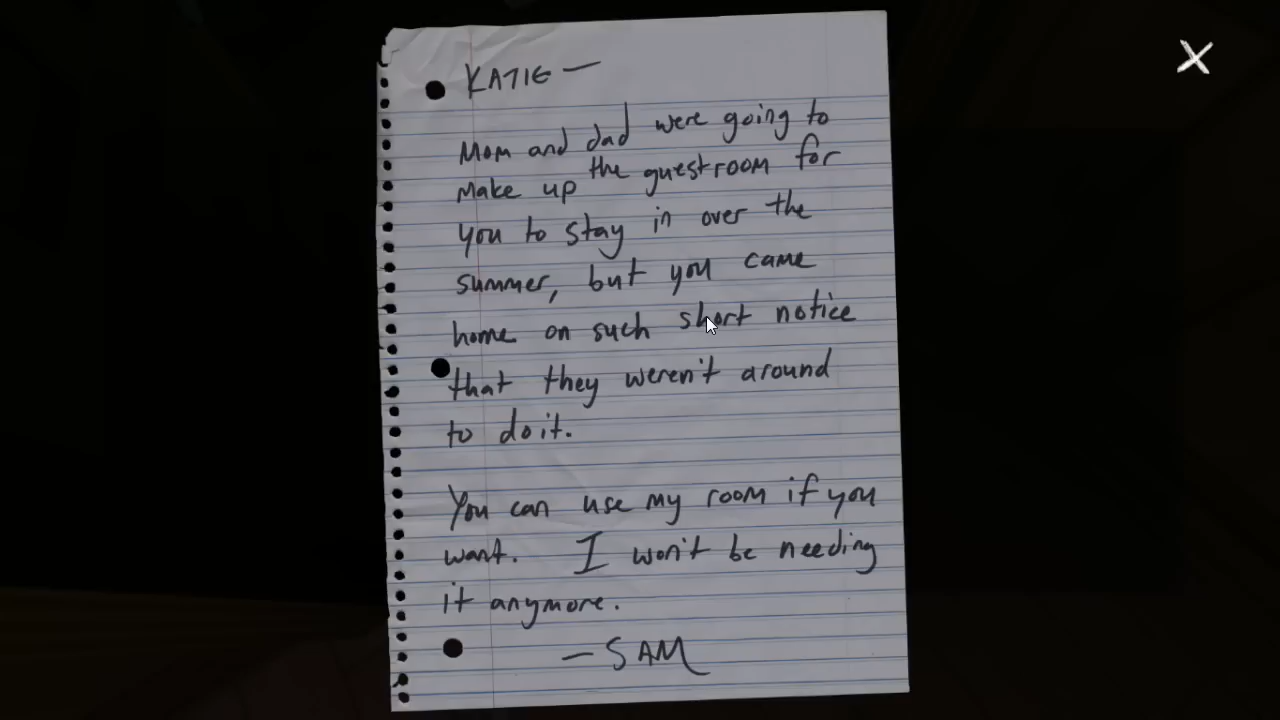 KATIE —
Mom and dad were going to
make up the guestroom for
you to stay in over the
summer, but you came
home on such short notice
that they weren't around
to do it.
You can use my room if you
want. I won't be needing
it anymore.
— SAM